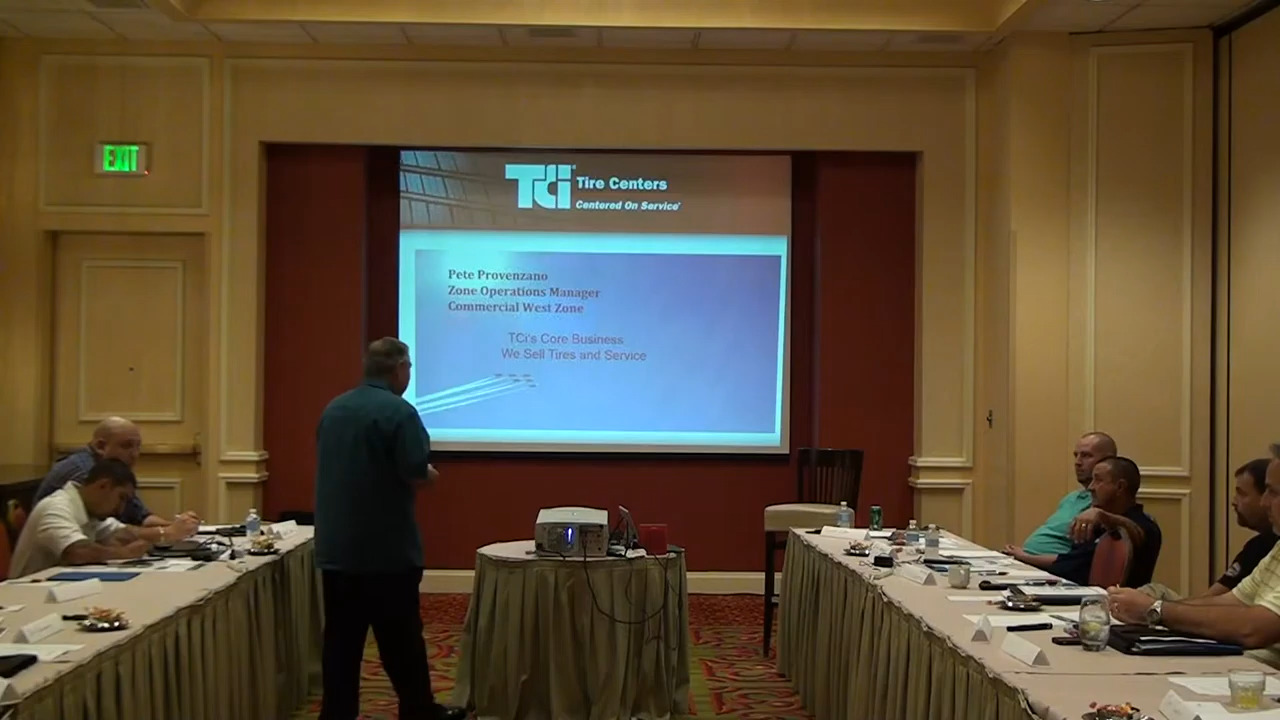 EXIT
TCi Tire Centers
Centered On Service
Pete Provenzano
Zone Operations Manager
Commercial West Zone
TCi's Core Business
We Sell Tires and Service